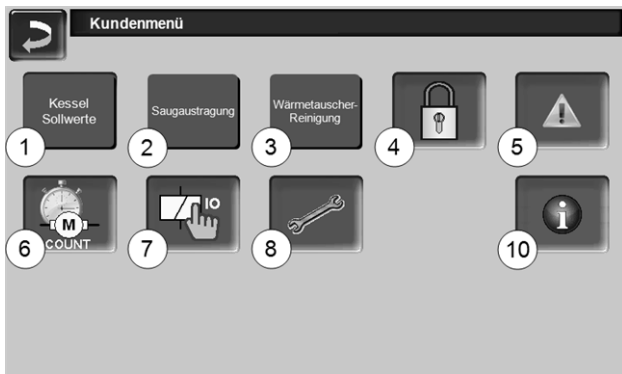 Kundenmenü
Kessel
Sollwerte
Saugaustragung
Wärmetauscher-
Reinigung
1
2
3
4
5
M
COUNT
IO
6
7
8
10